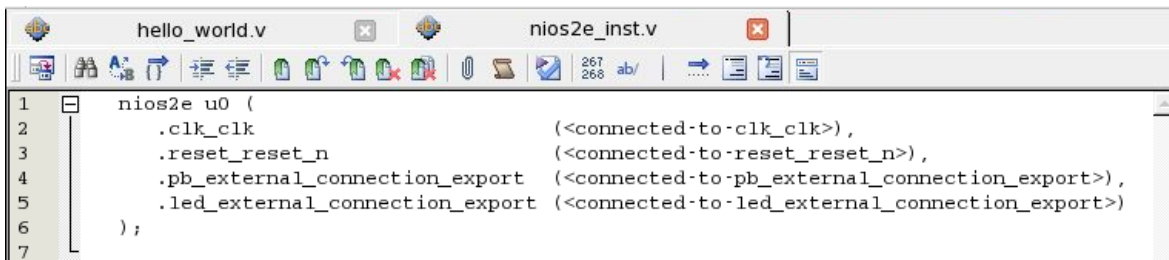 hello_world.v nios2e_inst.v
267
268 ab/
1 nios2e u0 (
2 .clk_clk (<connected-to-clk_clk>),
3 .reset_reset_n (<connected-to-reset_reset_n>),
4 .pb_external_connection_export (<connected-to-pb_external_connection_export>),
5 .led_external_connection_export (<connected-to-led_external_connection_export>)
6 );
7